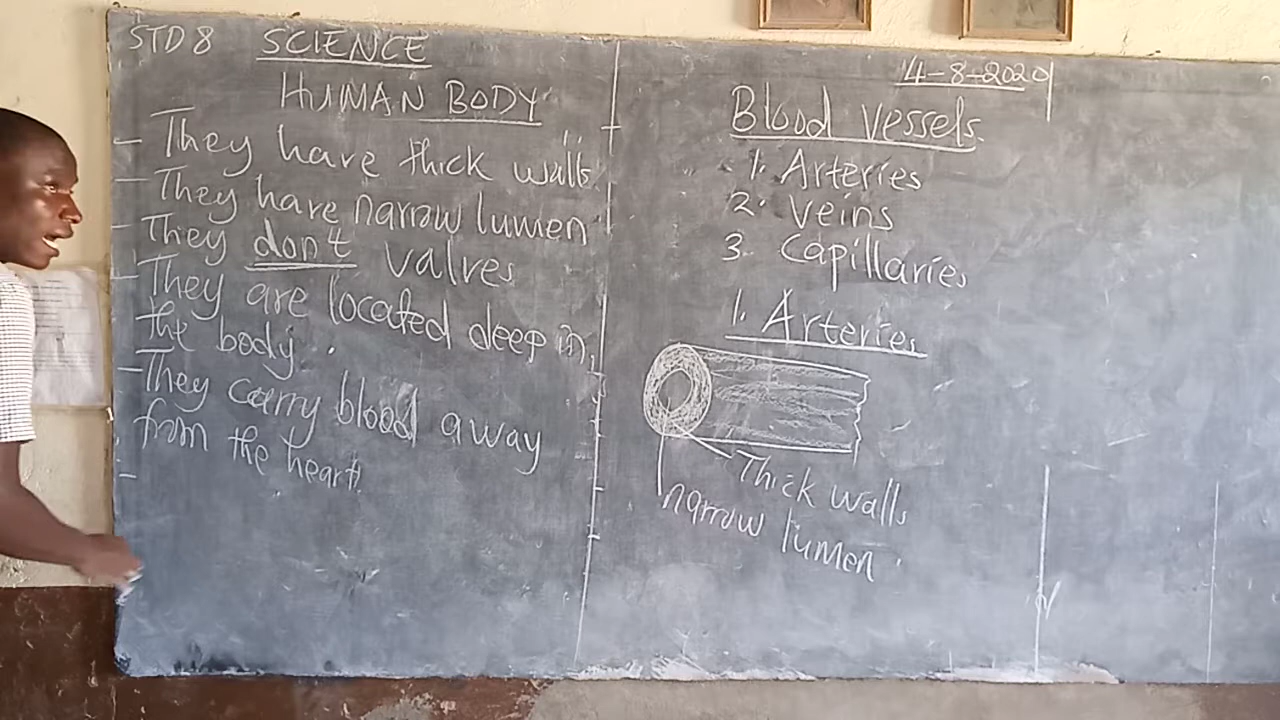 STD 8 SCIENCE
HUMAN BODY
- They have thick walls.
- They have narrow lumen.
- They don't valves
- They are located deep in
the body.
- They carry blood away
from the heart.
-
4-8-2020
Blood vessels.
1. Arteries
2. Veins
3. Capillaries
1. Arteries
Thick walls
narrow lumen.